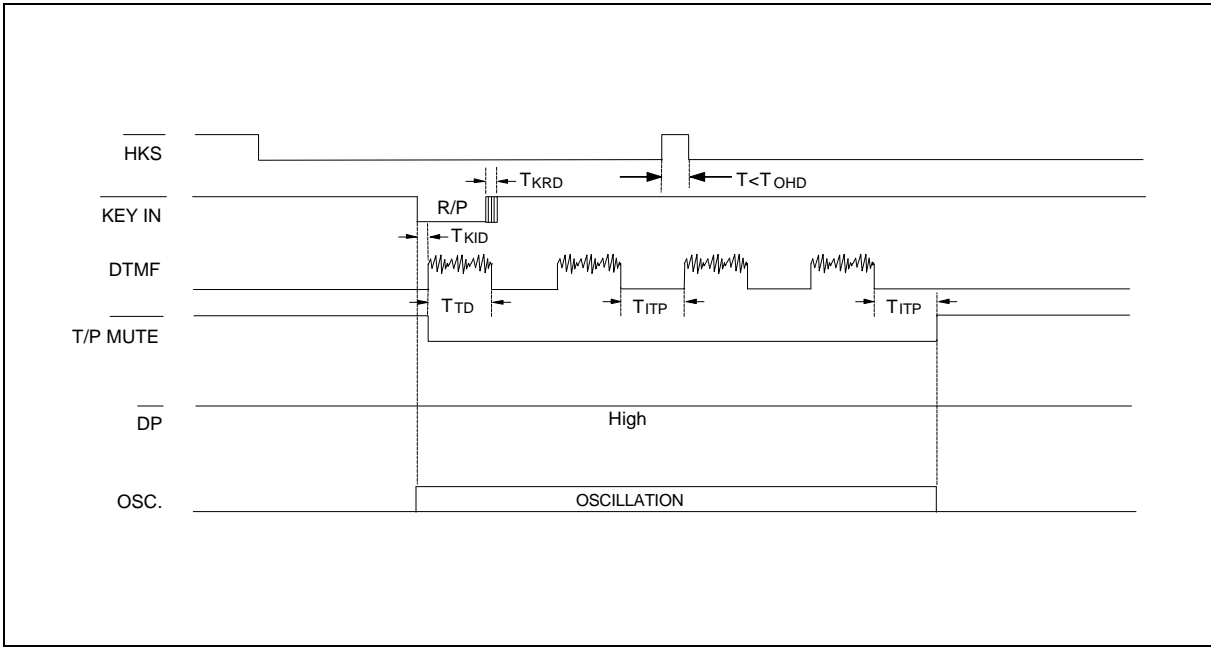 HKS
TKRD
T<TOHD
KEY IN
R/P
TKID
DTMF
TTD
TITP
TITP
T/P MUTE
DP
High
OSC.
OSCILLATION